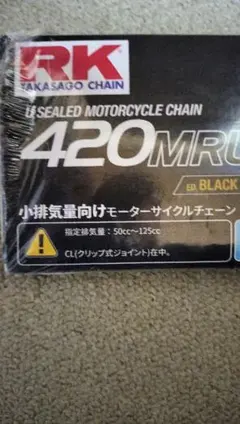 RK
TAKASAGO CHAIN
U SEALED MOTORCYCLE CHAIN
420MRU
ED. BLACK
小排気量向けモーターサイクルチェーン
指定排気量：50cc～125cc
CL(クリップ式ジョイント)在中。